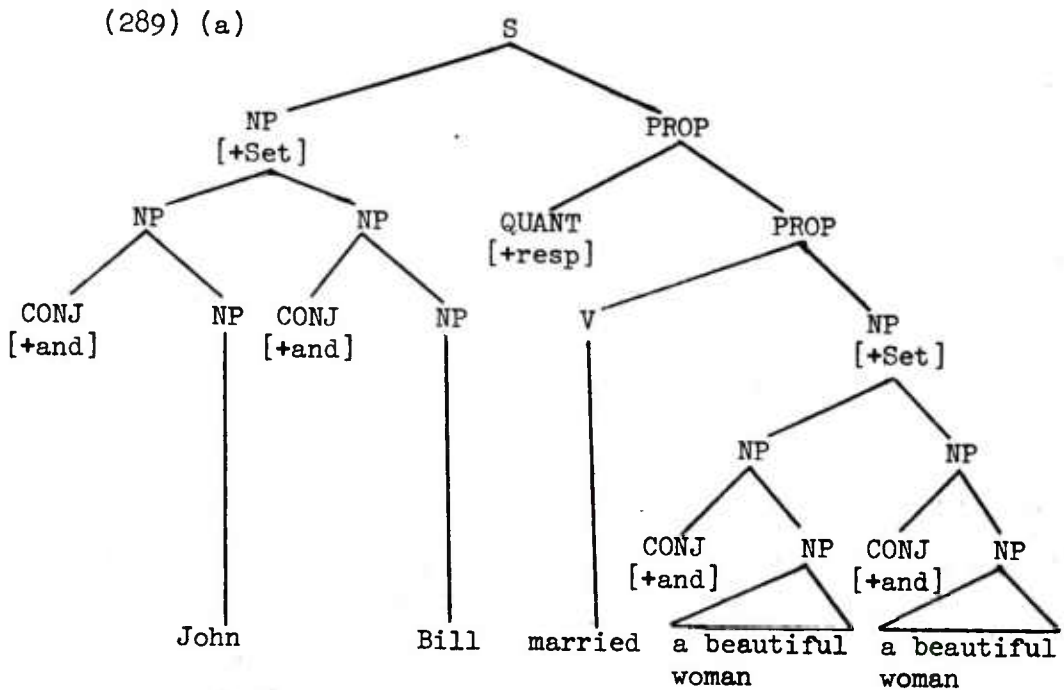 (289) (a)
S
NP PROP
[+Set]
NP NP QUANT PROP
[+resp]
CONJ NP CONJ NP V NP
[+and] [+and] [+Set]
NP NP
CONJ NP CONJ NP
[+and] [+and]
John Bill married a beautiful a beautiful
woman woman